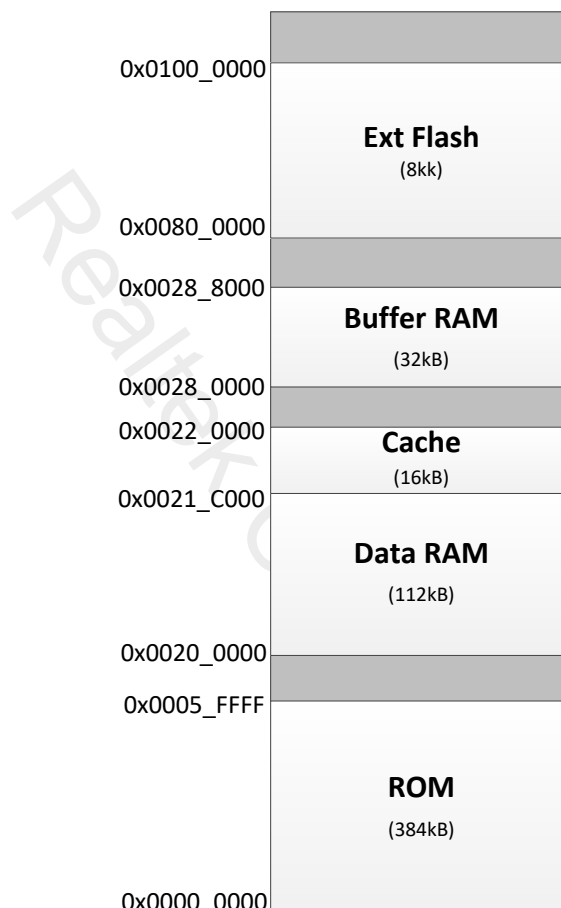 0x0100_0000
Ext Flash
(8kk)
0x0080_0000
0x0028_8000
Buffer RAM
(32kB)
0x0028_0000
0x0022_0000
Cache
(16kB)
0x0021_C000
Data RAM
(112kB)
0x0020_0000
0x0005_FFFF
ROM
(384kB)
0x0000_0000
Realtek